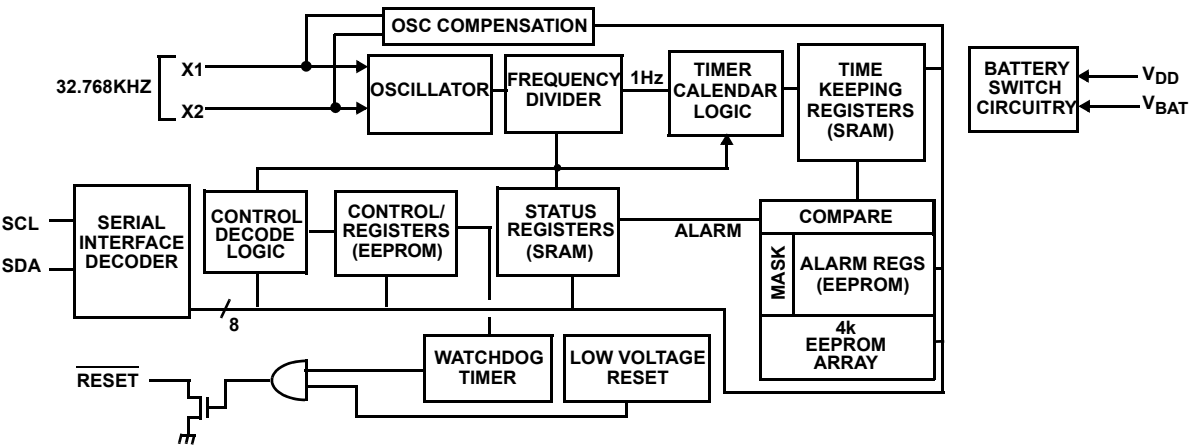 OSC COMPENSATION
32.768KHZ
X1
X2
OSCILLATOR
FREQUENCY
DIVIDER
1Hz
TIMER
CALENDAR
LOGIC
TIME
KEEPING
REGISTERS
(SRAM)
BATTERY
SWITCH
CIRCUITRY
VDD
VBAT
SCL
SDA
SERIAL
INTERFACE
DECODER
CONTROL
DECODE
LOGIC
CONTROL/
REGISTERS
(EEPROM)
STATUS
REGISTERS
(SRAM)
ALARM
COMPARE
MASK
ALARM REGS
(EEPROM)
4k
EEPROM
ARRAY
8
WATCHDOG
TIMER
LOW VOLTAGE
RESET
RESET